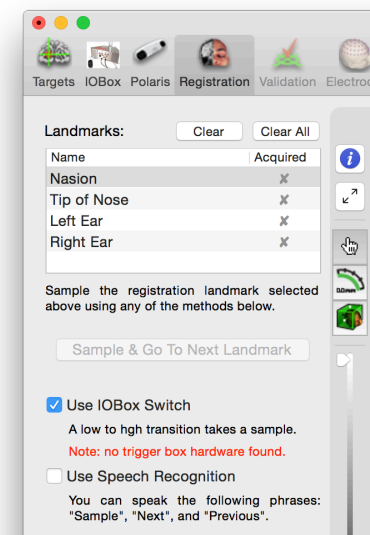 Targets IOBox Polaris Registration Validation
Landmarks: Clear Clear All
Name Acquired
Nasion ✘
Tip of Nose ✘
Left Ear ✘
Right Ear ✘
Sample the registration landmark selected
above using any of the methods below.
Sample & Go To Next Landmark
Use IOBox Switch
A low to hgh transition takes a sample.
Note: no trigger box hardware found.
Use Speech Recognition
You can speak the following phrases:
"Sample", "Next", and "Previous".